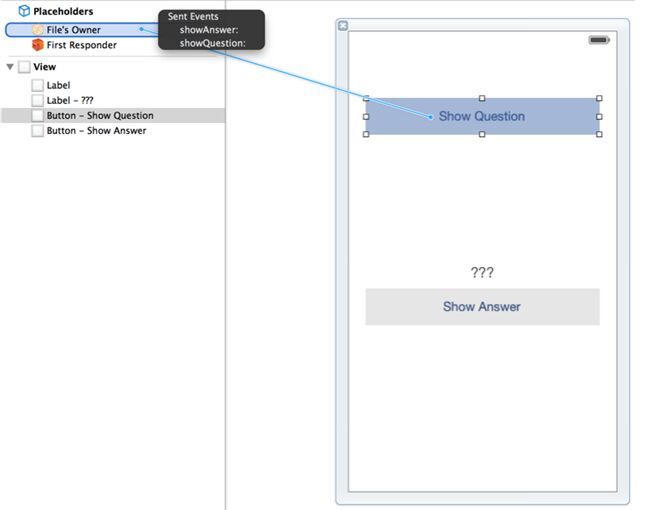 Placeholders
File's Owner
First Responder
View
Label
Label – ???
Button – Show Question
Button – Show Answer
Sent Events
showAnswer:
showQuestion:
Show Question
???
Show Answer